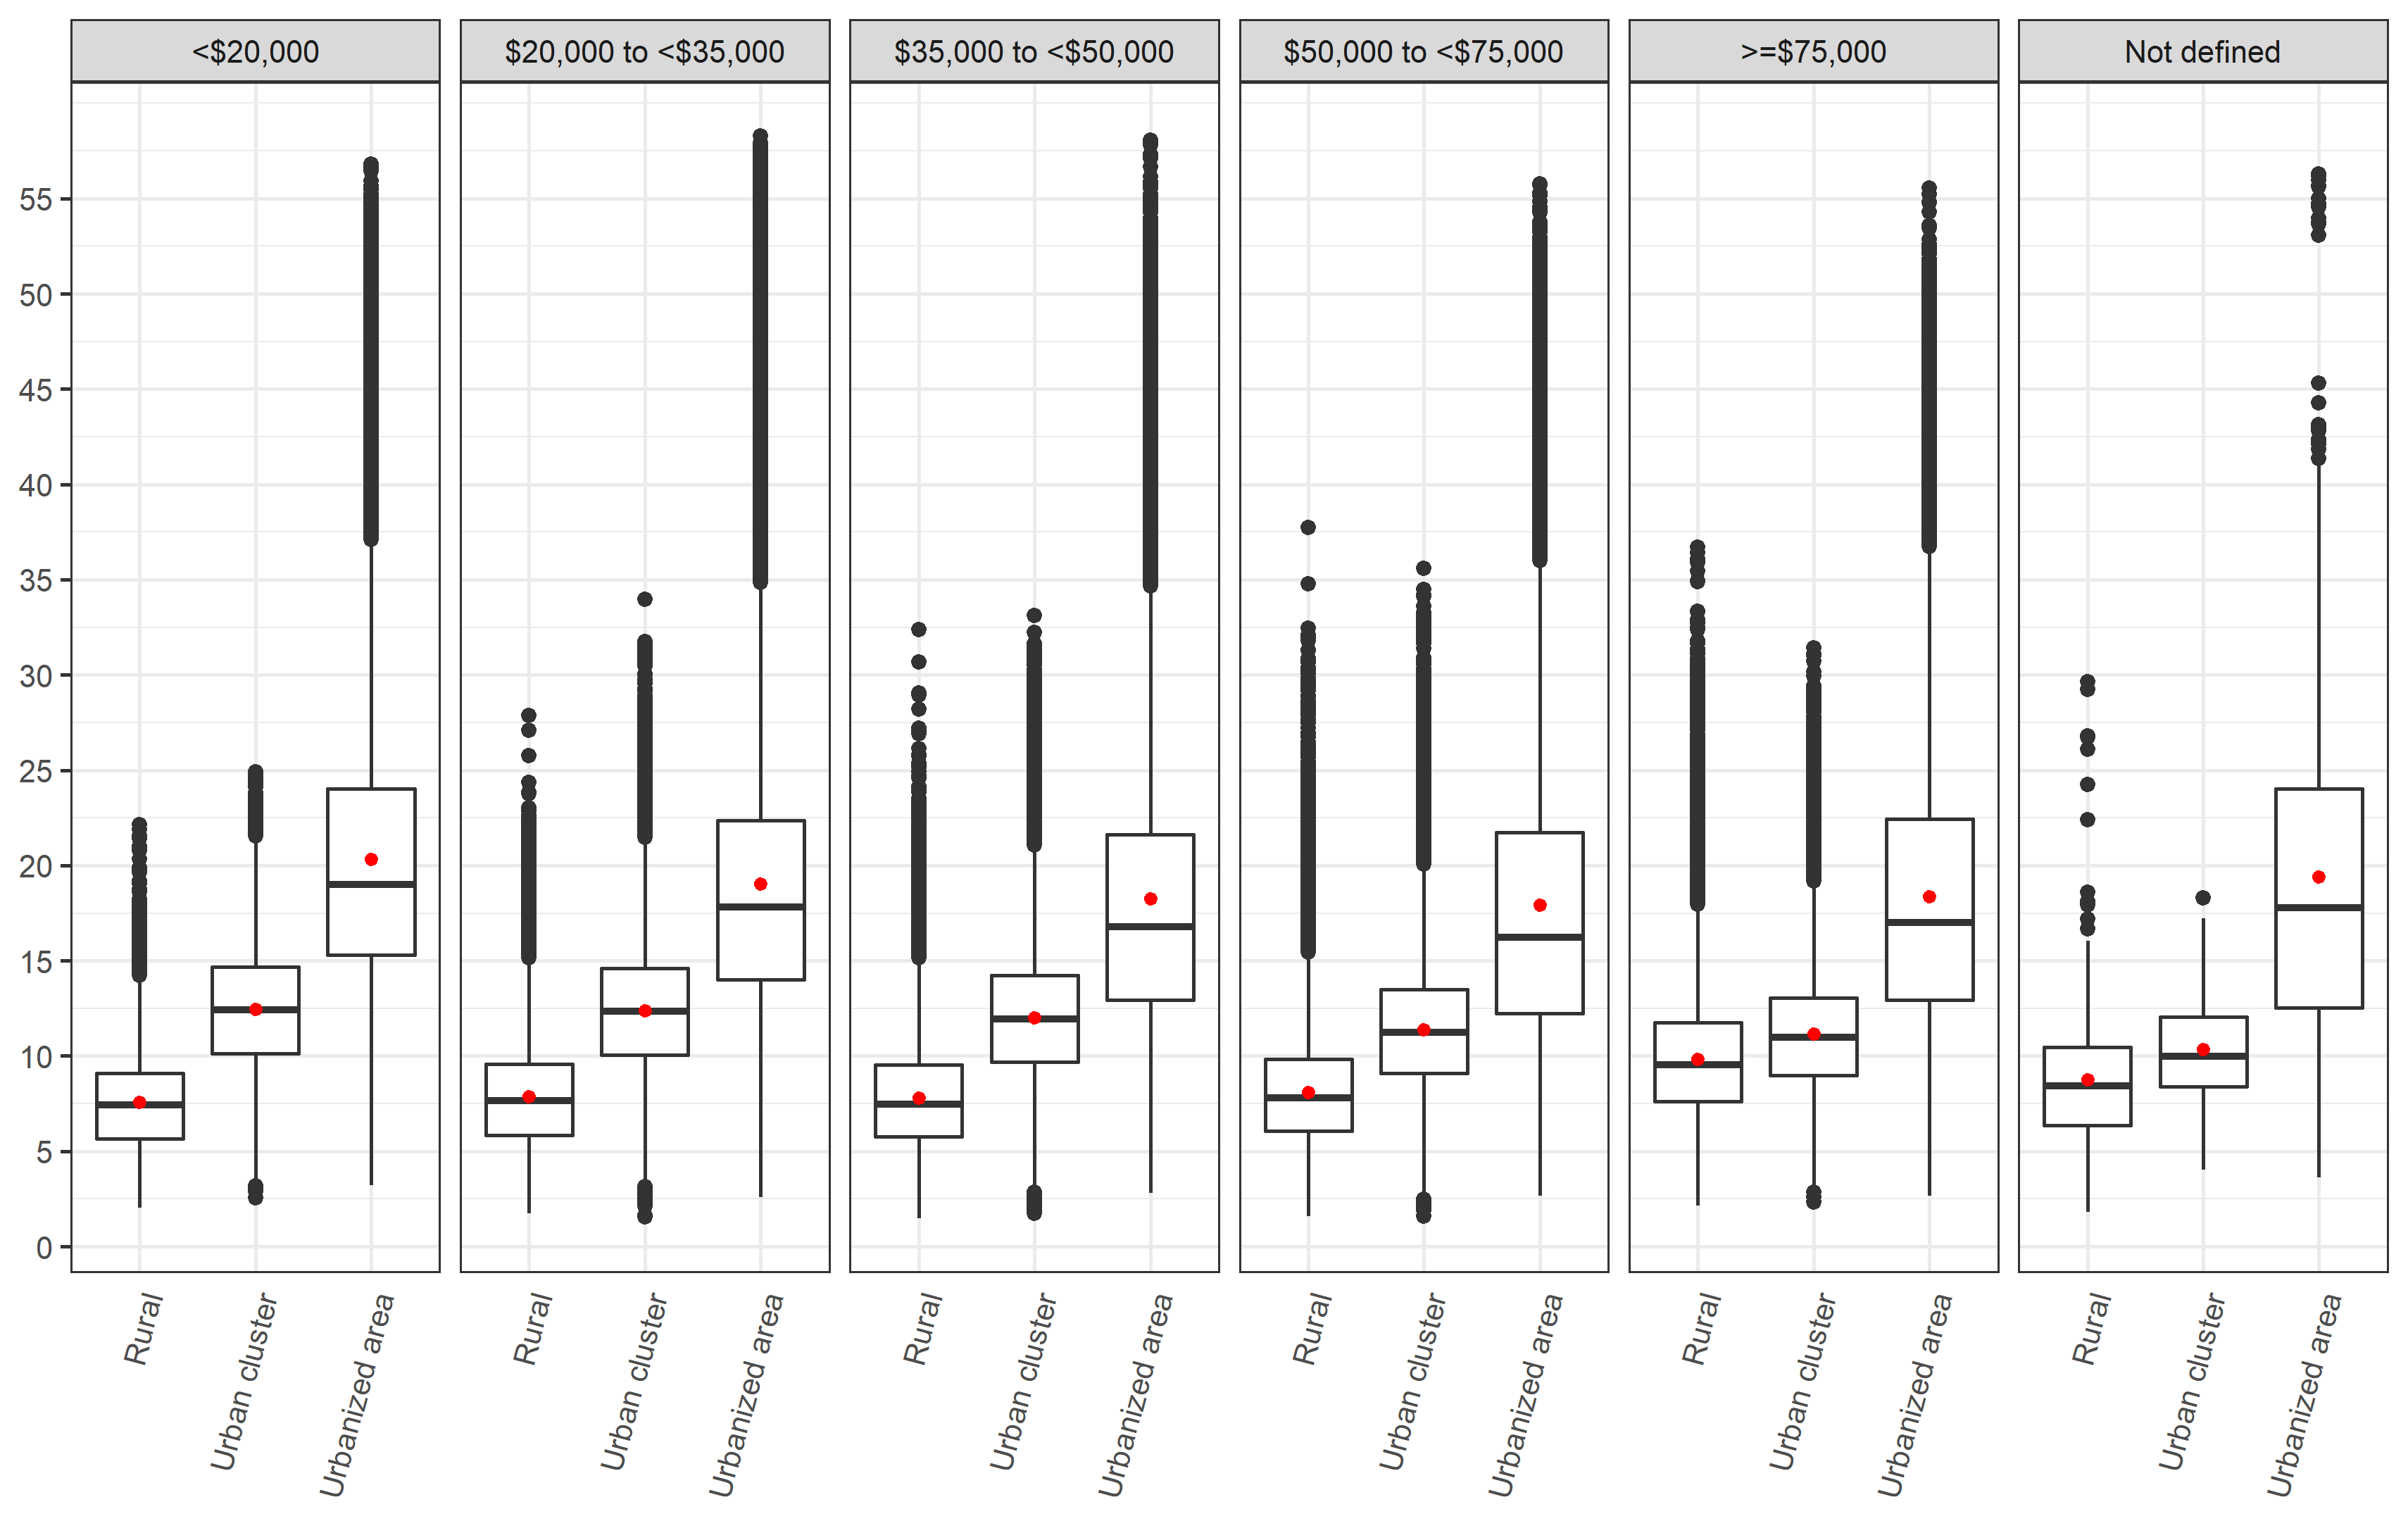 <$20,000
$20,000 to <$35,000
$35,000 to <$50,000
$50,000 to <$75,000
>=$75,000
Not defined
55
50
45
40
35
30
25
20
15
10
5
0
Rural
Urban cluster
Urbanized area
Rural
Urban cluster
Urbanized area
Rural
Urban cluster
Urbanized area
Rural
Urban cluster
Urbanized area
Rural
Urban cluster
Urbanized area
Rural
Urban cluster
Urbanized area